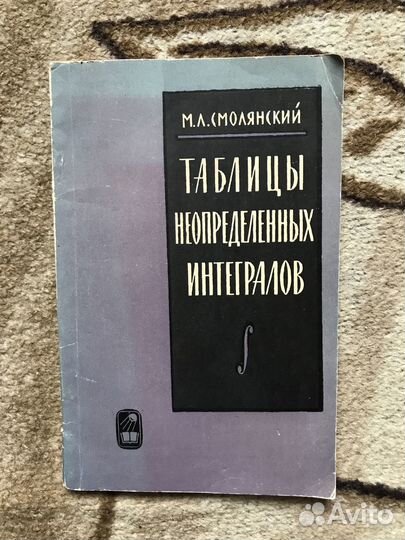 М.Л.СМОЛЯНСКИЙ
ТАБЛИЦЫ
НЕОПРЕДЕЛЕННЫХ
ИНТЕГРАЛОВ
∫
Avito